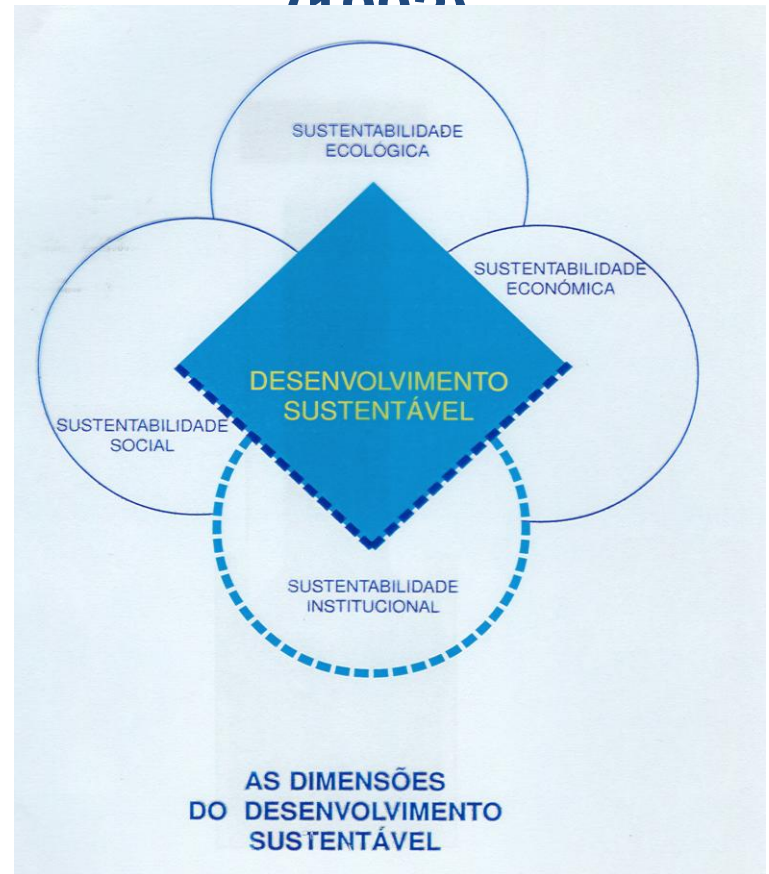 SUSTENTABILIDADE
ECOLÓGICA
SUSTENTABILIDADE
ECONÓMICA
DESENVOLVIMENTO
SUSTENTÁVEL
SUSTENTABILIDADE
SOCIAL
SUSTENTABILIDADE
INSTITUCIONAL
AS DIMENSÕES
DO DESENVOLVIMENTO
SUSTENTÁVEL